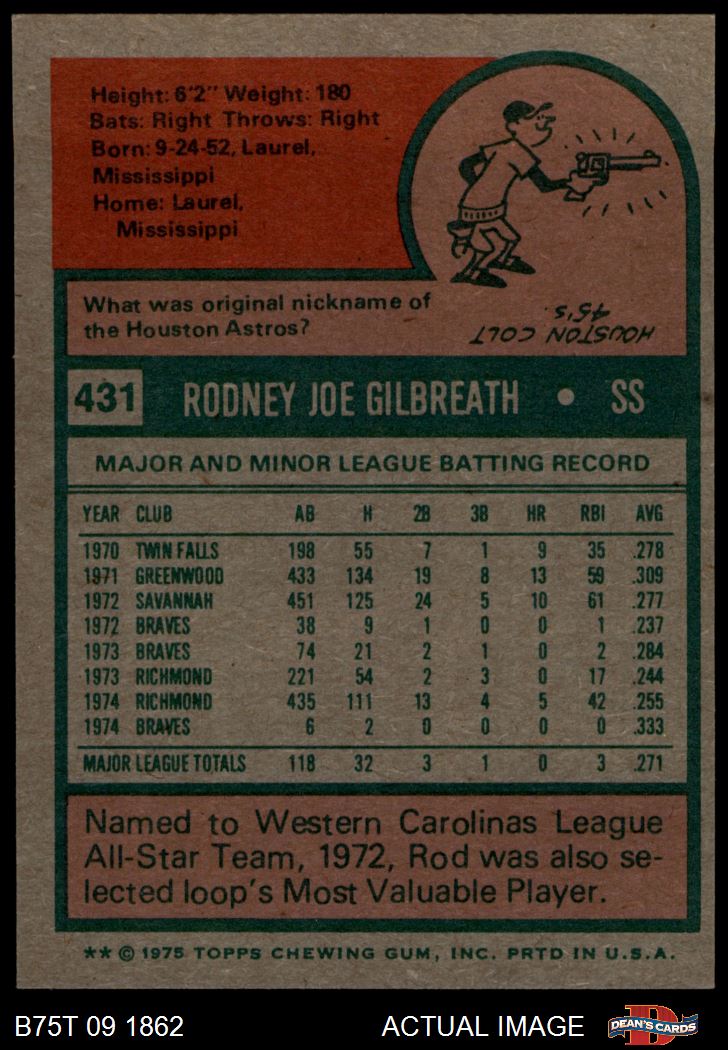 Height: 6'2" Weight: 180
Bats: Right Throws: Right
Born: 9-24-52, Laurel,
Mississippi
Home: Laurel,
Mississippi
What was original nickname of
the Houston Astros?
HOUSTON COLT
45'S.
431 RODNEY JOE GILBREATH • SS
MAJOR AND MINOR LEAGUE BATTING RECORD
YEAR CLUB AB H 2B 3B HR RBI AVG
1970 TWIN FALLS 198 55 7 1 9 35 .278
1971 GREENWOOD 433 134 19 8 13 59 .309
1972 SAVANNAH 451 125 24 5 10 61 .277
1972 BRAVES 38 9 1 0 0 1 .237
1973 BRAVES 74 21 2 1 0 2 .284
1973 RICHMOND 221 54 2 3 0 17 .244
1974 RICHMOND 435 111 13 4 5 42 .255
1974 BRAVES 6 2 0 0 0 0 .333
MAJOR LEAGUE TOTALS 118 32 3 1 0 3 .271
Named to Western Carolinas League
All-Star Team, 1972, Rod was also se-
lected loop's Most Valuable Player.
** © 1975 TOPPS CHEWING GUM, INC. PRTD IN U.S.A.
B75T 09 1862 ACTUAL IMAGE D DEAN'S CARDS